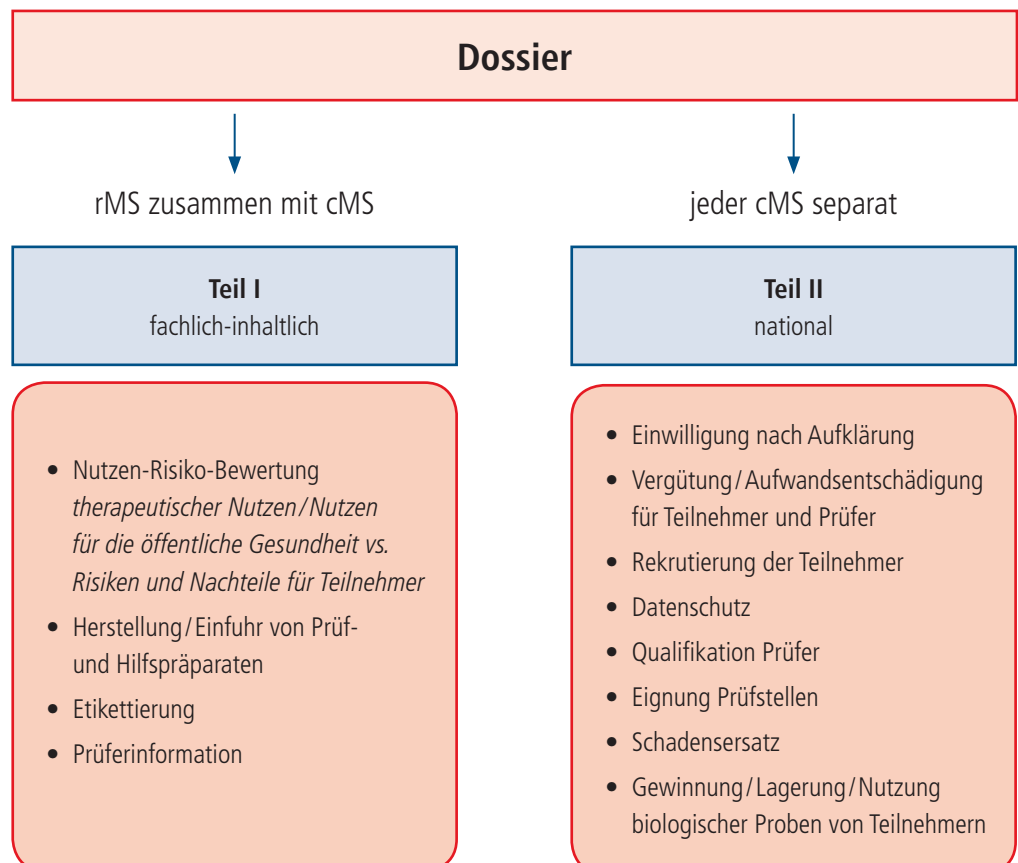 Dossier
rMS zusammen mit cMS
Teil I
fachlich-inhaltlich
• Nutzen-Risiko-Bewertung
therapeutischer Nutzen/Nutzen
für die öffentliche Gesundheit vs.
Risiken und Nachteile für Teilnehmer
• Herstellung/Einfuhr von Prüf-
und Hilfspräparaten
• Etikettierung
• Prüferinformation
jeder cMS separat
Teil II
national
• Einwilligung nach Aufklärung
• Vergütung/Aufwandsentschädigung
für Teilnehmer und Prüfer
• Rekrutierung der Teilnehmer
• Datenschutz
• Qualifikation Prüfer
• Eignung Prüfstellen
• Schadensersatz
• Gewinnung/Lagerung/Nutzung
biologischer Proben von Teilnehmern